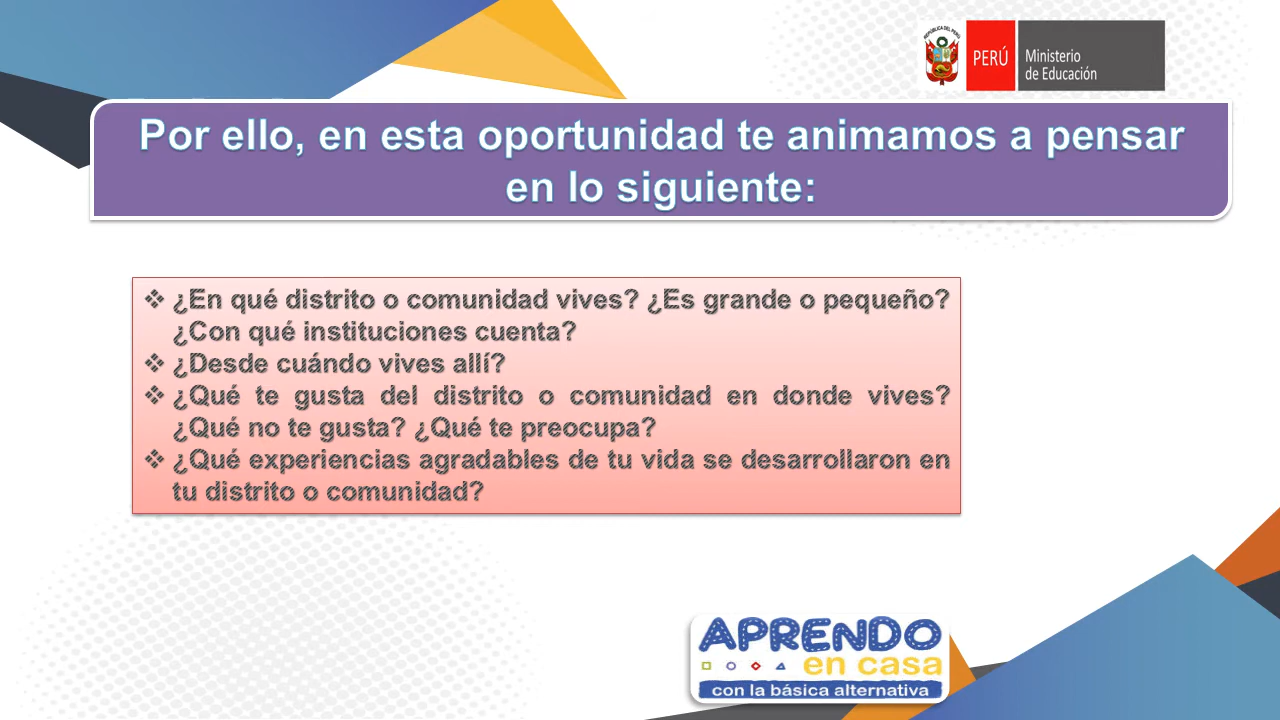 REPÚBLICA DEL PERÚ
PERÚ
Ministerio
de Educación
Por ello, en esta oportunidad te animamos a pensar
en lo siguiente:
❖ ¿En qué distrito o comunidad vives? ¿Es grande o pequeño?
¿Con qué instituciones cuenta?
❖ ¿Desde cuándo vives allí?
❖ ¿Qué te gusta del distrito o comunidad en donde vives?
¿Qué no te gusta? ¿Qué te preocupa?
❖ ¿Qué experiencias agradables de tu vida se desarrollaron en
tu distrito o comunidad?
APRENDO
en casa
con la básica alternativa